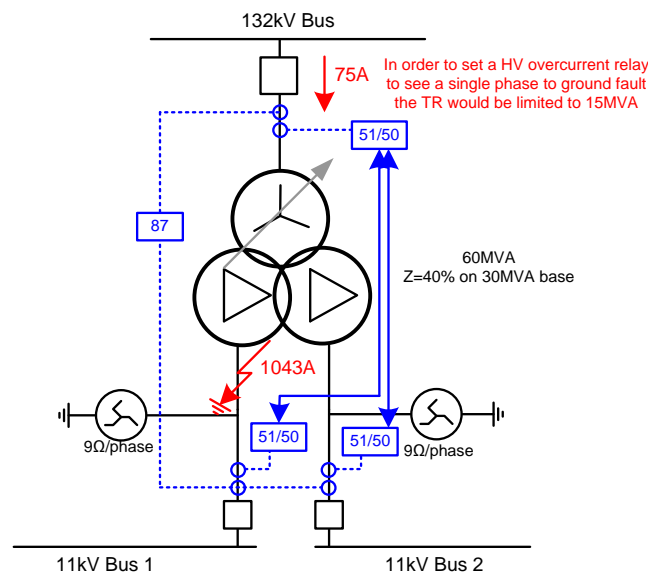 132kV Bus
75A
In order to set a HV overcurrent relay
to see a single phase to ground fault
the TR would be limited to 15MVA
51/50
87
60MVA
Z=40% on 30MVA base
1043A
9Ω/phase
51/50
51/50
9Ω/phase
11kV Bus 1
11kV Bus 2